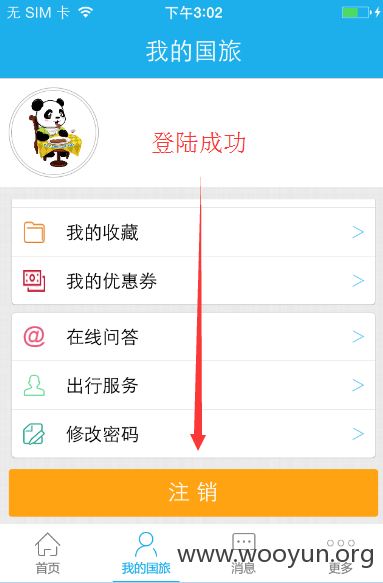 无 SIM 卡 下午3:02
我的国旅
登陆成功
我的收藏
我的优惠券
在线问答
出行服务
修改密码
注 销
首页 我的国旅 消息 更多
www.wooyun.org